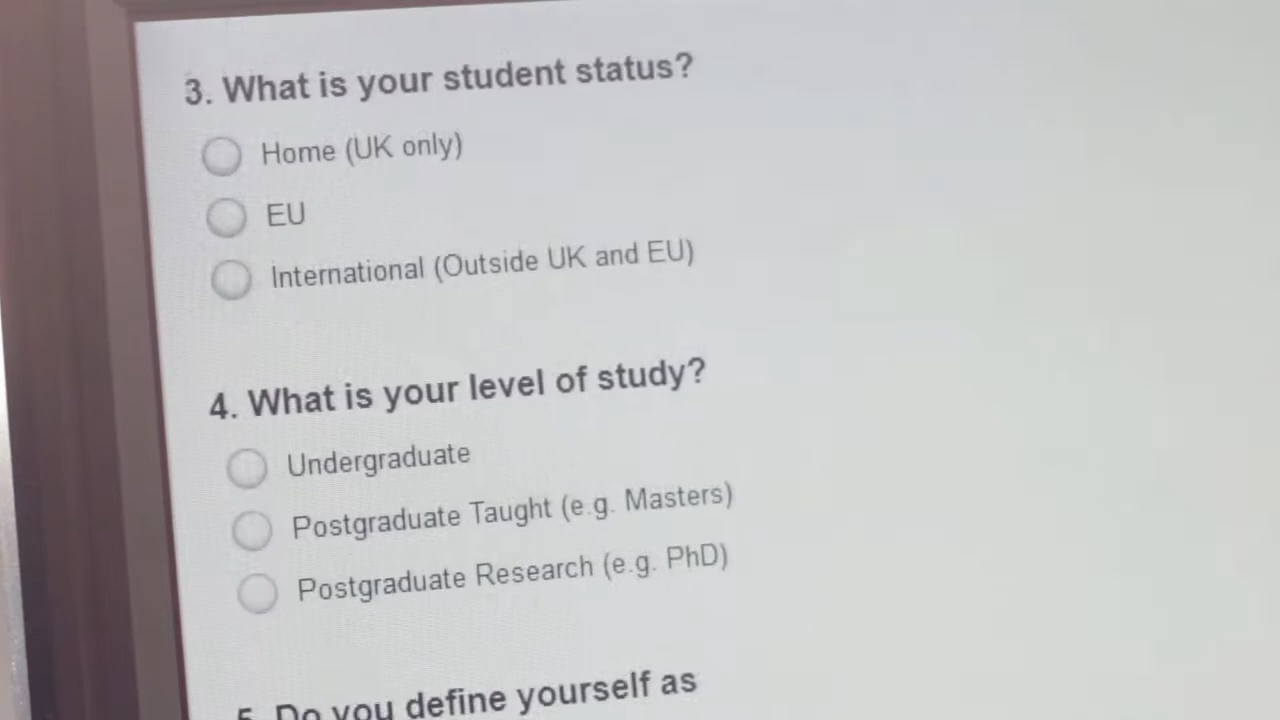 3. What is your student status?
Home (UK only)
EU
International (Outside UK and EU)
4. What is your level of study?
Undergraduate
Postgraduate Taught (e.g. Masters)
Postgraduate Research (e.g. PhD)
5. Do you define yourself as